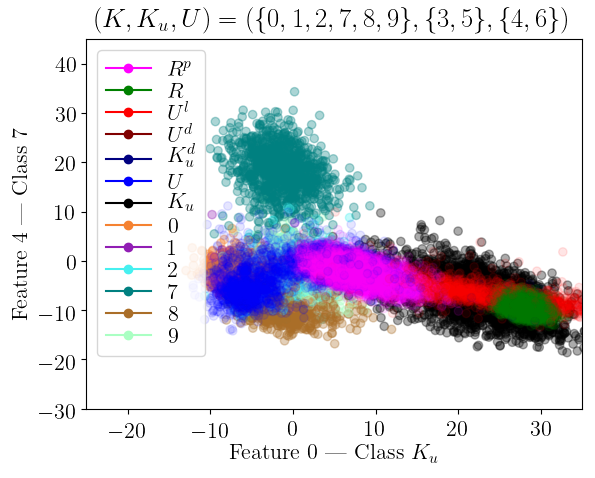 (K, K_u, U) = ({0, 1, 2, 7, 8, 9}, {3, 5}, {4, 6})
40
30
20
10
0
−10
−20
−30
Feature 4 — Class 7
R^p
R
U^l
U^d
K_u^d
U
K_u
0
1
2
7
8
9
−20 −10 0 10 20 30
Feature 0 — Class K_u